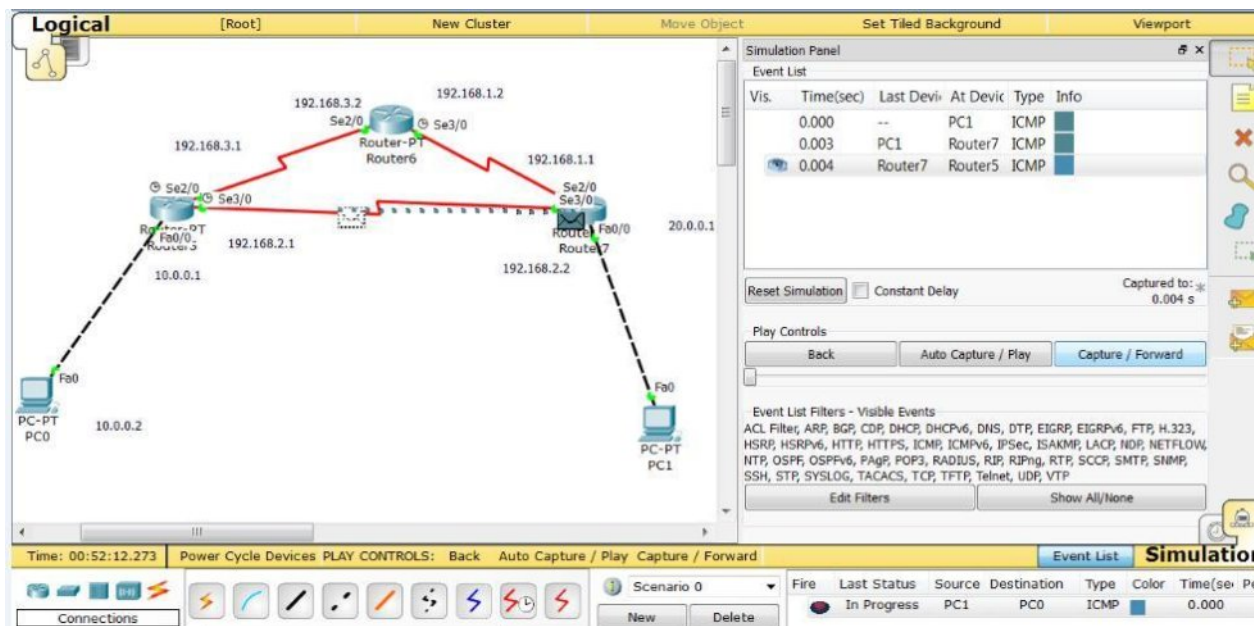 Logical [Root] New Cluster Move Object Set Tiled Background Viewport
192.168.1.2
192.168.3.2
Se2/0 Se3/0
Router-PT
Router6
192.168.3.1
192.168.1.1
Se2/0
Se3/0
Se2/0
Se3/0
Fa0/0
192.168.2.1
10.0.0.1
Fa0/0
20.0.0.1
Router7
192.168.2.2
Fa0
PC-PT
PC0
10.0.0.2
Fa0
PC-PT
PC1
Simulation Panel
Event List
Vis. Time(sec) Last Devi At Devic Type Info
0.000 -- PC1 ICMP
0.003 PC1 Router7 ICMP
0.004 Router7 Router5 ICMP
Reset Simulation Constant Delay Captured to: *
0.004 s
Play Controls
Back Auto Capture / Play Capture / Forward
Event List Filters - Visible Events
ACL Filter, ARP, BGP, CDP, DHCP, DHCPv6, DNS, DTP, EIGRP, EIGRPv6, FTP, H.323,
HSRP, HSRPv6, HTTP, HTTPS, ICMP, ICMPv6, IPSec, ISAKMP, LACP, NDP, NETFLOW,
NTP, OSPF, OSPFv6, PAgP, POP3, RADIUS, RIP, RIPng, RTP, SCCP, SMTP, SNMP,
SSH, STP, SYSLOG, TACACS, TCP, TFTP, Telnet, UDP, VTP
Edit Filters Show All/None
Time: 00:52:12.273 Power Cycle Devices PLAY CONTROLS: Back Auto Capture / Play Capture / Forward Event List Simulation
Connections
Scenario 0
New Delete
Fire Last Status Source Destination Type Color Time(se Pe
In Progress PC1 PC0 ICMP 0.000